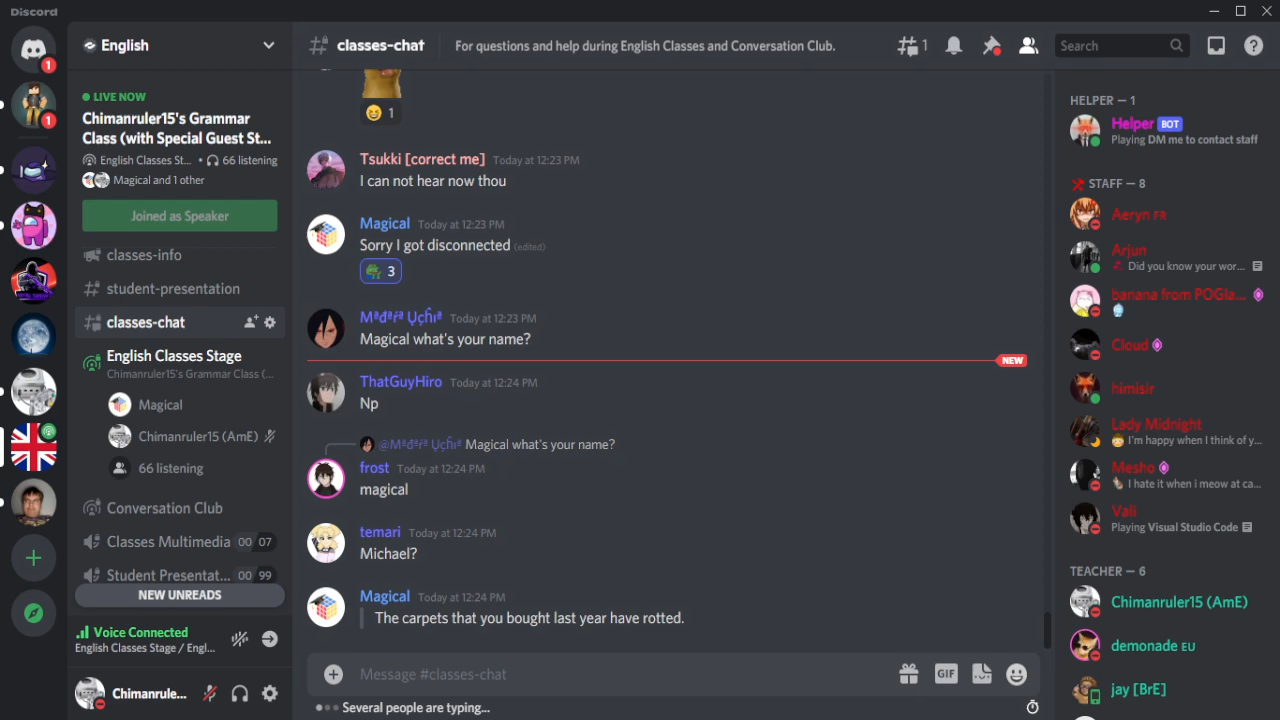 Discord
1
1
English
LIVE NOW
Chimanruler15's Grammar
Class (with Special Guest St...
English Classes St... • 66 listening
Magical and 1 other
Joined as Speaker
classes-info
student-presentation
classes-chat
English Classes Stage
Chimanruler15's Grammar Class (...
Magical
Chimanruler15 (AmE)
66 listening
Conversation Club
Classes Multimedia 00 07
Student Presentat... 00 99
NEW UNREADS
Voice Connected
English Classes Stage / Engl...
Chimanrule...
classes-chat
For questions and help during English Classes and Conversation Club.
1
Search
1
Tsukki [correct me] Today at 12:23 PM
I can not hear now thou
Magical Today at 12:23 PM
Sorry I got disconnected (edited)
3
Today at 12:23 PM
Magical what's your name?
NEW
ThatGuyHiro Today at 12:24 PM
Np
Magical what's your name?
frost Today at 12:24 PM
magical
temari Today at 12:24 PM
Michael?
Magical Today at 12:24 PM
The carpets that you bought last year have rotted.
Message #classes-chat
GIF
Several people are typing...
HELPER — 1
Helper BOT
Playing DM me to contact staff
STAFF — 8
Aeryn FR
Arjun
Did you know your wor...
banana from POGla...
Cloud
himisir
Lady Midnight
I'm happy when I think of y...
Mesho
I hate it when i meow at ca...
Vali
Playing Visual Studio Code
TEACHER — 6
Chimanruler15 (AmE)
demonade EU
jay [BrE]